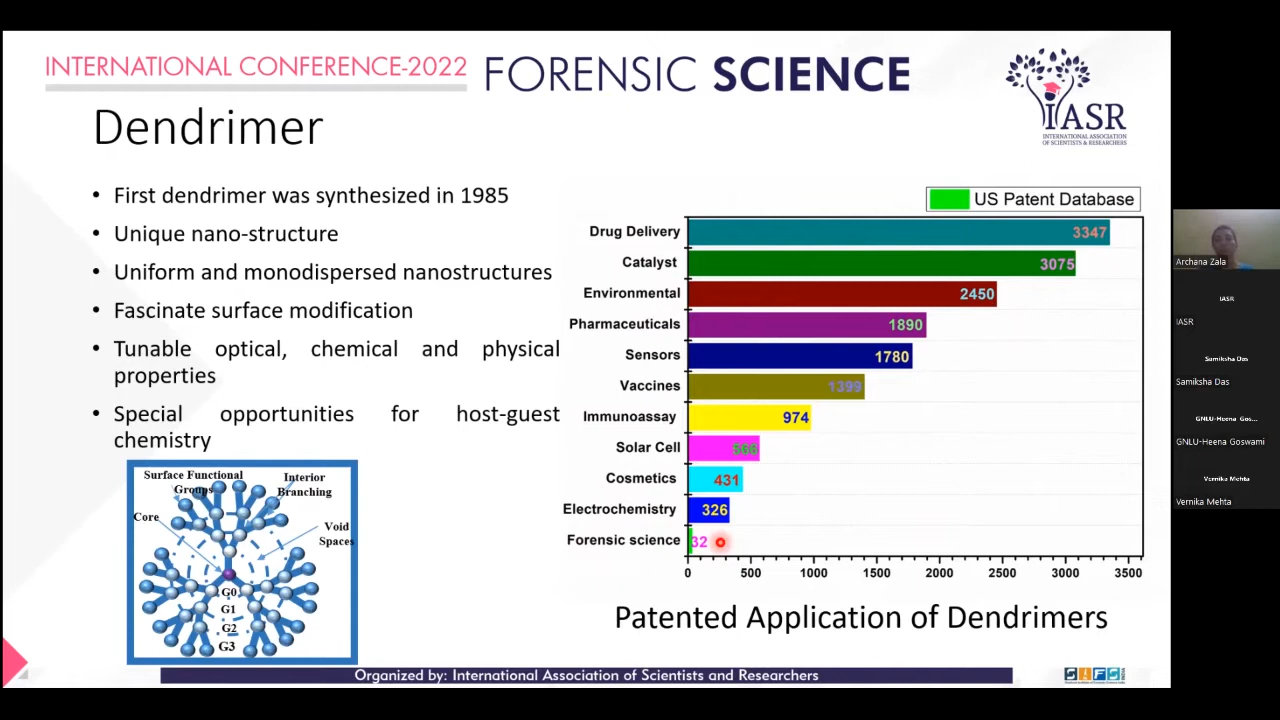 INTERNATIONAL CONFERENCE-2022
FORENSIC SCIENCE
IASR
INTERNATIONAL ASSOCIATION
OF SCIENTISTS & RESEARCHERS
Dendrimer
• First dendrimer was synthesized in 1985
• Unique nano-structure
• Uniform and monodispersed nanostructures
• Fascinate surface modification
• Tunable optical, chemical and physical
properties
• Special opportunities for host-guest
chemistry
Surface Functional
Groups
Interior
Branching
Core
Void
Spaces
G0
G1
G2
G3
US Patent Database
Drug Delivery 3347
Catalyst 3075
Environmental 2450
Pharmaceuticals 1890
Sensors 1780
Vaccines 1399
Immunoassay 974
Solar Cell
Cosmetics 431
Electrochemistry 326
Forensic science 32
0 500 1000 1500 2000 2500 3000 3500
Patented Application of Dendrimers
Organized by: International Association of Scientists and Researchers
SIFS
INDIA
Archana Zala
IASR
IASR
Samiksha Das
Samiksha Das
GNLU-Heena Gos...
GNLU-Heena Goswami
Vernika Mehta
Vernika Mehta